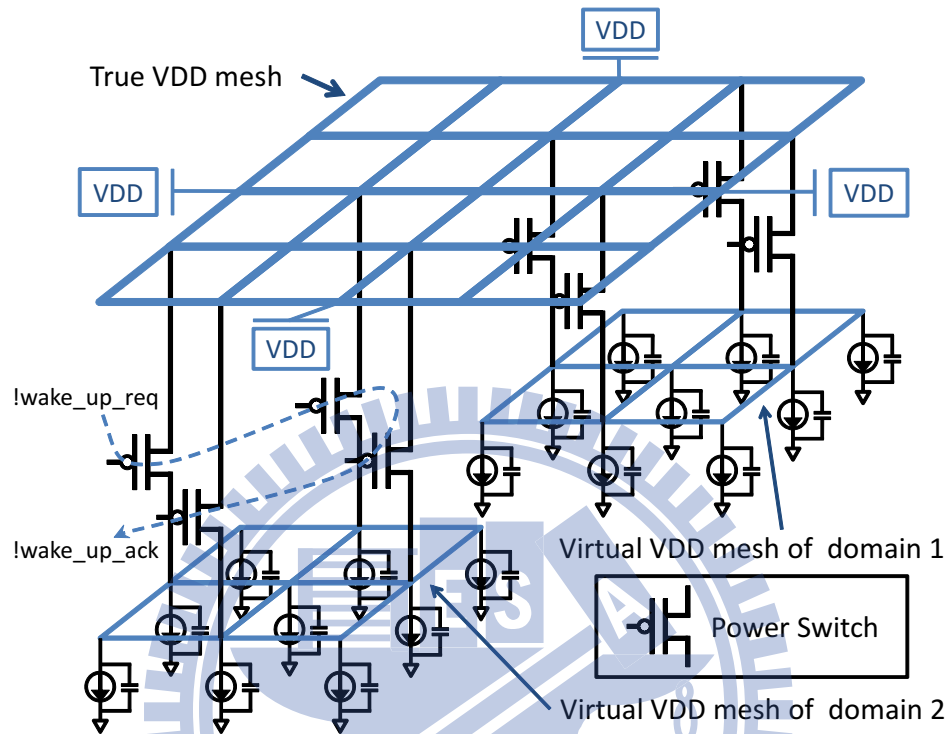 VDD
True VDD mesh
VDD
VDD
VDD
!wake_up_req
!wake_up_ack
Virtual VDD mesh of domain 1
Power Switch
Virtual VDD mesh of domain 2